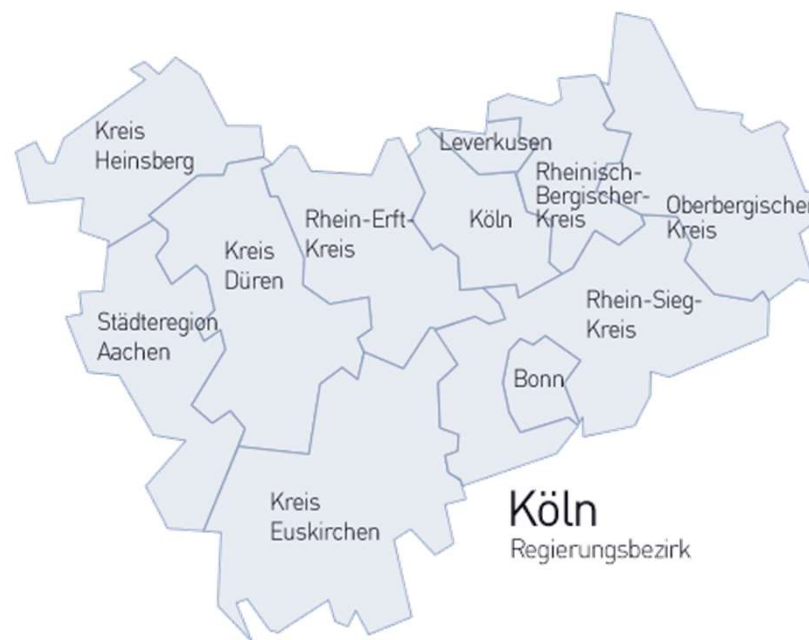 Kreis
Heinsberg
Leverkusen
Rheinisch-
Bergischer-
Kreis
Oberbergischer
Kreis
Rhein-Erft-
Kreis
Köln
Kreis
Düren
Rhein-Sieg-
Kreis
Städteregion
Aachen
Bonn
Kreis
Euskirchen
Köln
Regierungsbezirk